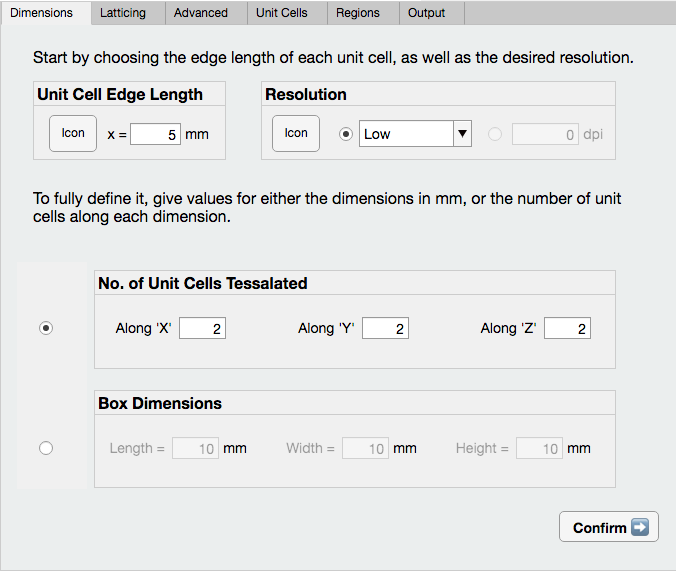 Dimensions Latticing Advanced Unit Cells Regions Output
Start by choosing the edge length of each unit cell, as well as the desired resolution.
Unit Cell Edge Length
Icon x = 5 mm
Resolution
Icon Low 0 dpi
To fully define it, give values for either the dimensions in mm, or the number of unit
cells along each dimension.
No. of Unit Cells Tessalated
Along 'X' 2 Along 'Y' 2 Along 'Z' 2
Box Dimensions
Length = 10 mm Width = 10 mm Height = 10 mm
Confirm